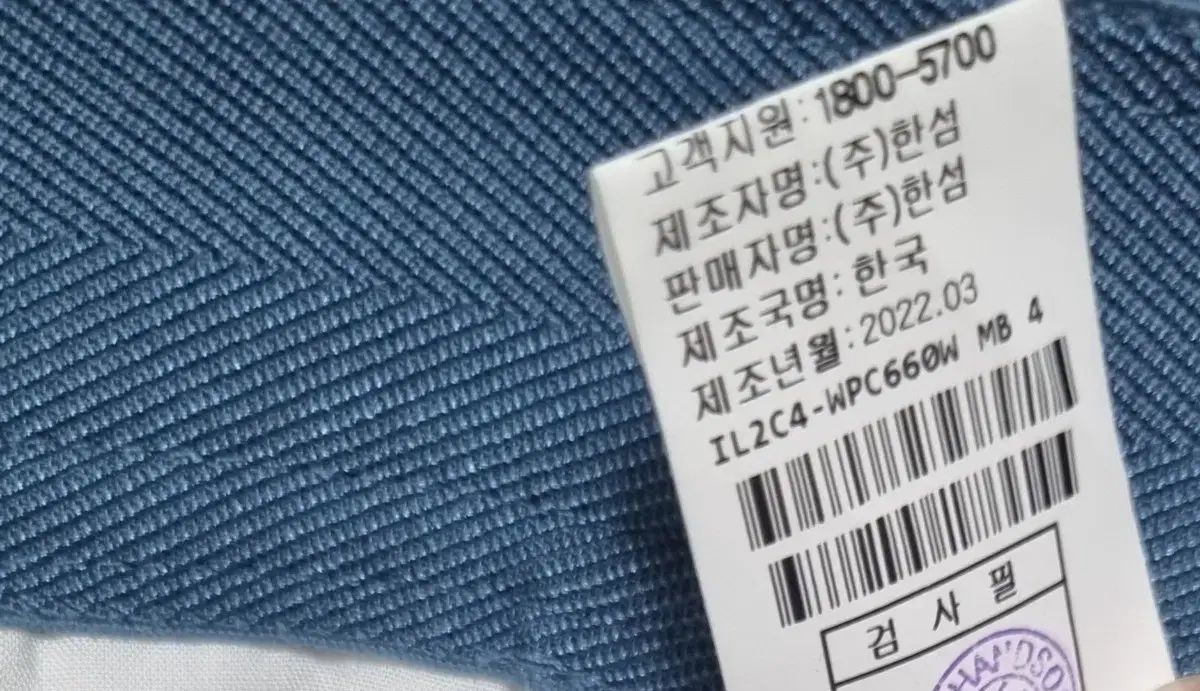 고객지원:1800-5700
제조자명:(주)한섬
판매자명:(주)한섬
제조국명:한국
제조년월:2022.03
IL2C4-WPC660W MB 4
검 사 필
HANDSO